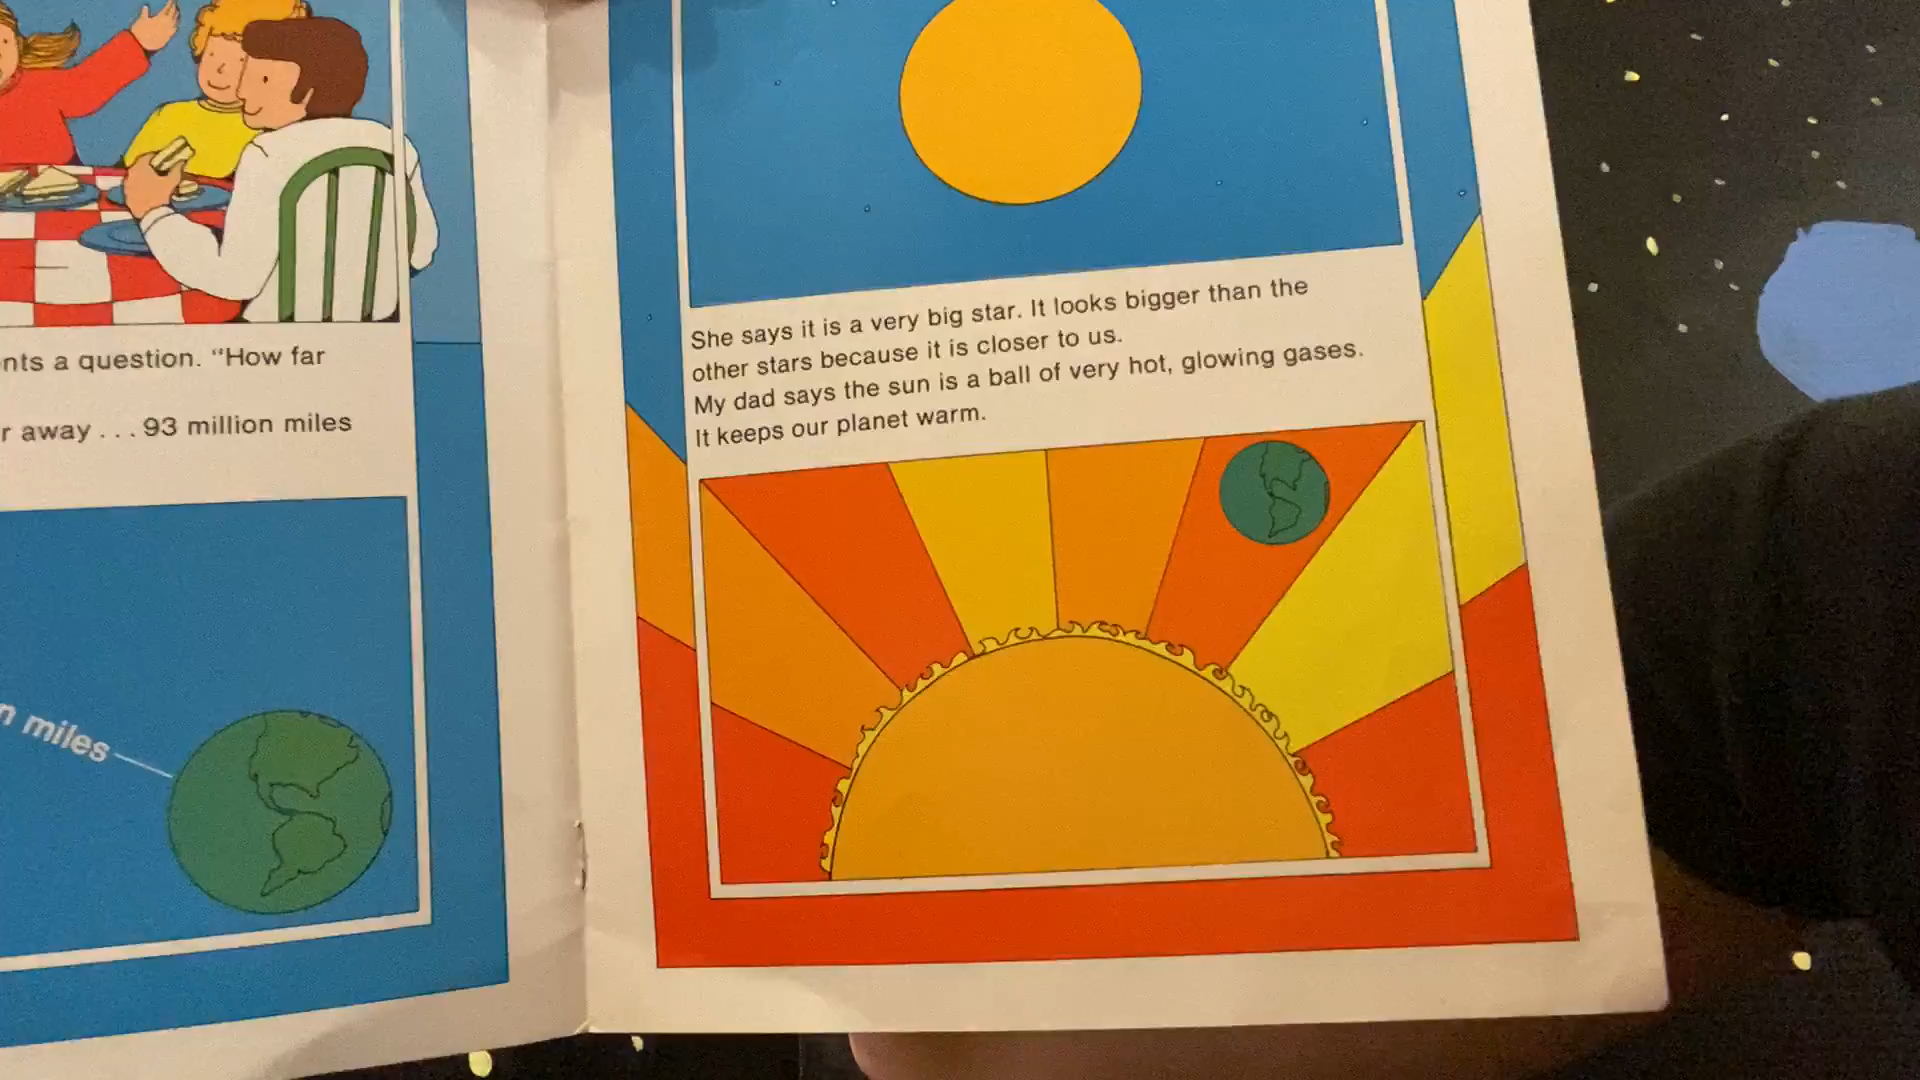 nts a question. “How far
r away . . . 93 million miles
n miles
She says it is a very big star. It looks bigger than the
other stars because it is closer to us.
My dad says the sun is a ball of very hot, glowing gases.
It keeps our planet warm.